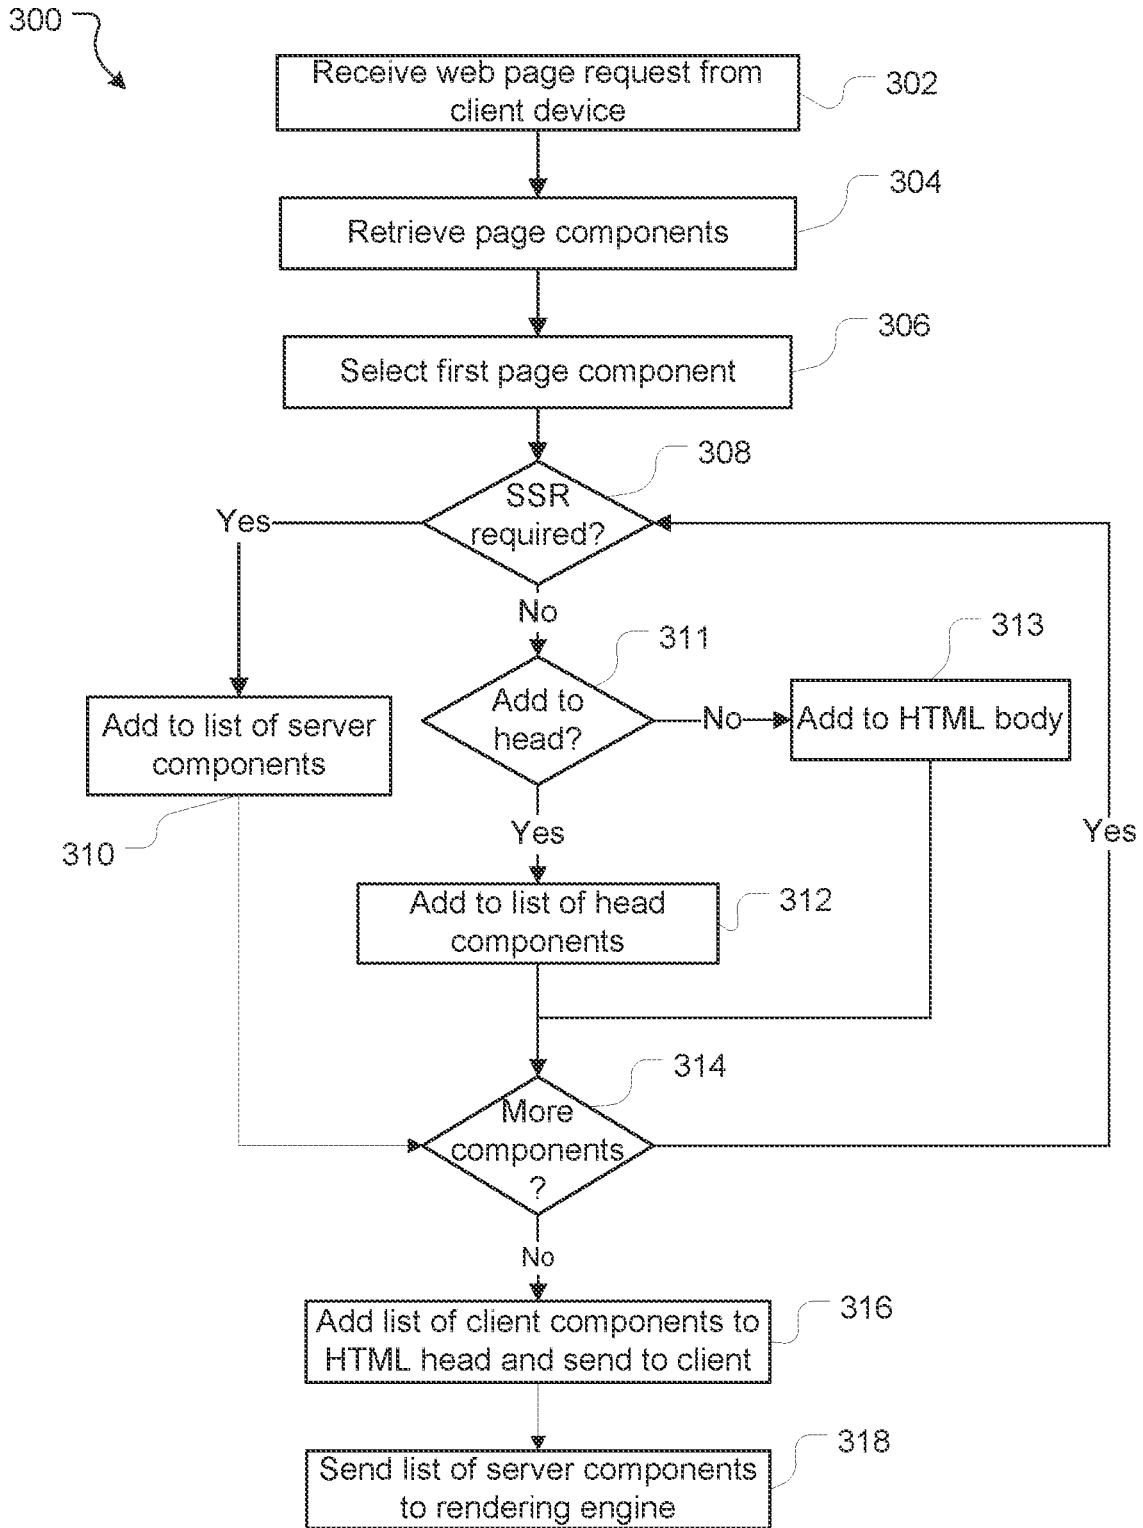 300
Receive web page request from
client device
302
Retrieve page components
304
Select first page component
306
SSR
required?
308
Yes
No
Add to
head?
311
No
Add to HTML body
313
Add to list of server
components
310
Yes
Yes
Add to list of head
components
312
More
components
?
314
No
Add list of client components to
HTML head and send to client
316
Send list of server components
to rendering engine
318